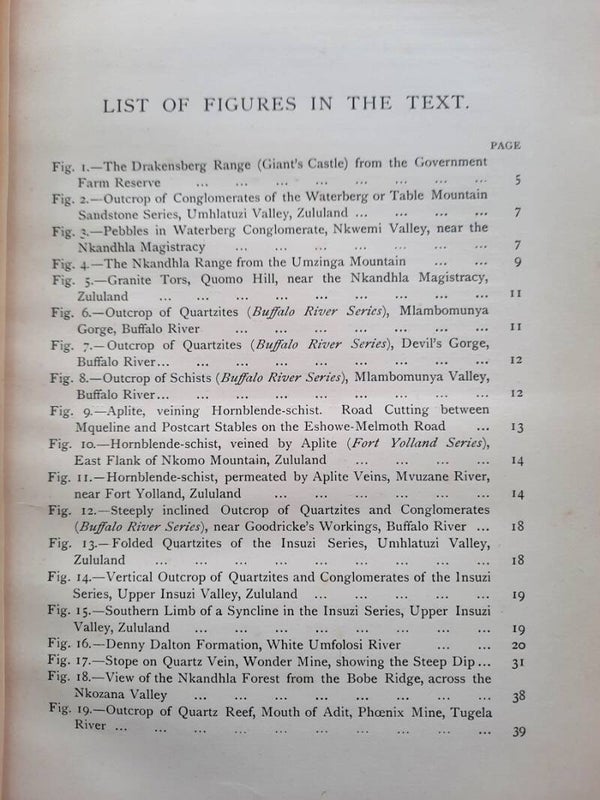 LIST OF FIGURES IN THE TEXT.
PAGE
Fig. 1.—The Drakensberg Range (Giant's Castle) from the Government
Farm Reserve ... ... ... ... ... ... ... ... 5
Fig. 2.—Outcrop of Conglomerates of the Waterberg or Table Mountain
Sandstone Series, Umhlatuzi Valley, Zululand ... ... ... ... 7
Fig. 3.—Pebbles in Waterberg Conglomerate, Nkwemi Valley, near the
Nkandhla Magistracy ... ... ... ... ... ... ... 7
Fig. 4.—The Nkandhla Range from the Umzinga Mountain ... ... 9
Fig. 5.—Granite Tors, Quomo Hill, near the Nkandhla Magistracy,
Zululand ... ... ... ... ... ... ... ... ... 11
Fig. 6.—Outcrop of Quartzites (Buffalo River Series), Mlambomunya
Gorge, Buffalo River ... ... ... ... ... ... ... 11
Fig. 7.—Outcrop of Quartzites (Buffalo River Series), Devil's Gorge,
Buffalo River... ... ... ... ... ... ... ... ... 12
Fig. 8.—Outcrop of Schists (Buffalo River Series), Mlambomunya Valley,
Buffalo River... ... ... ... ... ... ... ... ... 12
Fig. 9.—Aplite, veining Hornblende-schist. Road Cutting between
Mqueline and Postcart Stables on the Eshowe-Melmoth Road ... 13
Fig. 10.—Hornblende-schist, veined by Aplite (Fort Yolland Series),
East Flank of Nkomo Mountain, Zululand ... ... ... ... 14
Fig. 11.—Hornblende-schist, permeated by Aplite Veins, Mvuzane River,
near Fort Yolland, Zululand ... ... ... ... ... ... 14
Fig. 12.—Steeply inclined Outcrop of Quartzites and Conglomerates
(Buffalo River Series), near Goodricke's Workings, Buffalo River ... 18
Fig. 13.—Folded Quartzites of the Insuzi Series, Umhlatuzi Valley,
Zululand ... ... ... ... ... ... ... ... ... 18
Fig. 14.—Vertical Outcrop of Quartzites and Conglomerates of the Insuzi
Series, Upper Insuzi Valley, Zululand ... ... ... ... ... 19
Fig. 15.—Southern Limb of a Syncline in the Insuzi Series, Upper Insuzi
Valley, Zululand ... ... ... ... ... ... ... ... 19
Fig. 16.—Denny Dalton Formation, White Umfolosi River ... ... 20
Fig. 17.—Stope on Quartz Vein, Wonder Mine, showing the Steep Dip... 31
Fig. 18.—View of the Nkandhla Forest from the Bobe Ridge, across the
Nkozana Valley ... ... ... ... ... ... ... ... 38
Fig. 19.—Outcrop of Quartz Reef, Mouth of Adit, Phœnix Mine, Tugela
River ... ... ... ... ... ... ... ... ... ... 39